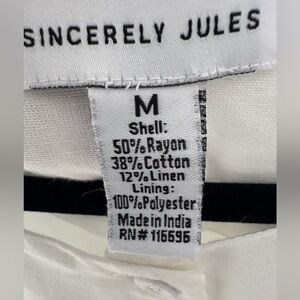 SINCERELY JULES
M
Shell:
50% Rayon
38% Cotton
12% Linen
Lining:
100% Polyester
Made in India
RN# 116696